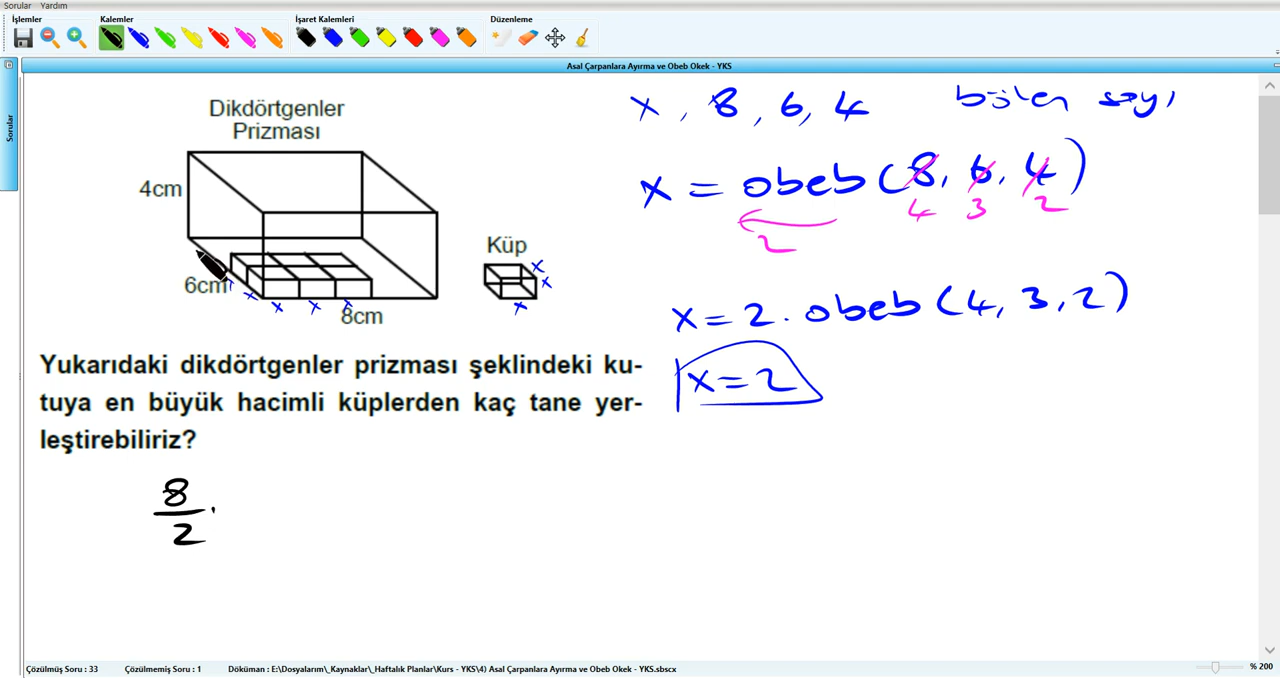 Sorular Yardım
İşlemler Kalemler İşaret Kalemleri Düzenleme
Asal Çarpanlara Ayırma ve Obeb Okek - YKS
Sorular
Dikdörtgenler
Prizması
4cm
6cm
8cm
Küp
x
x
x
x
x
x
x
Yukarıdaki dikdörtgenler prizması şeklindeki ku-
tuya en büyük hacimli küplerden kaç tane yer-
leştirebiliriz?
8
2
.
x, 8, 6, 4 bölen sayı
x = obeb(8, 6, 4)
2 4 3 2
x = 2 . obeb(4, 3, 2)
x = 2
Çözülmüş Soru : 33 Çözülmemiş Soru : 1 Döküman : E:\Dosyalarım\_Kaynaklar\_Haftalık Planlar\Kurs - YKS\4) Asal Çarpanlara Ayırma ve Obeb Okek - YKS.sbscx % 200